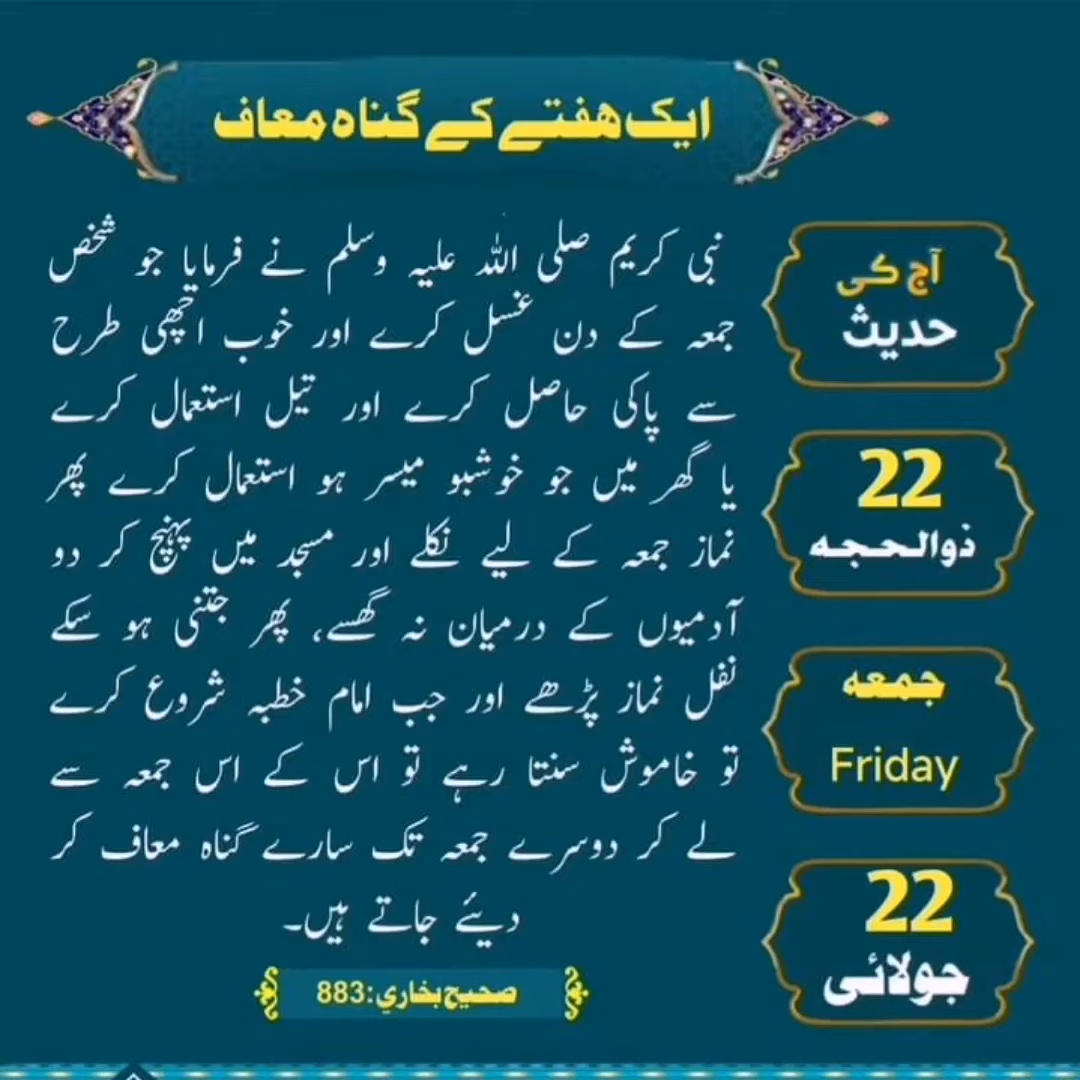 ایک ھفتے کے گناہ معاف
نبی کریم صلی اللہ علیہ وسلم نے فرمایا جو شخص
جمعہ کے دن غسل کرے اور خوب اچھی طرح
سے پاکی حاصل کرے اور تیل استعمال کرے
یا گھر میں جو خوشبو میسر ہو استعمال کرے پھر
نماز جمعہ کے لیے نکلے اور مسجد میں پہنچ کر دو
آدمیوں کے درمیان نہ گھسے، پھر جتنی ہو سکے
نفل نماز پڑھے اور جب امام خطبہ شروع کرے
تو خاموش سنتا رہے تو اس کے اس جمعہ سے
لے کر دوسرے جمعہ تک سارے گناہ معاف کر
دیئے جاتے ہیں۔
صحیح بخاري:883
آج کی
حدیث
22
ذوالحجہ
جمعہ
Friday
22
جولائی